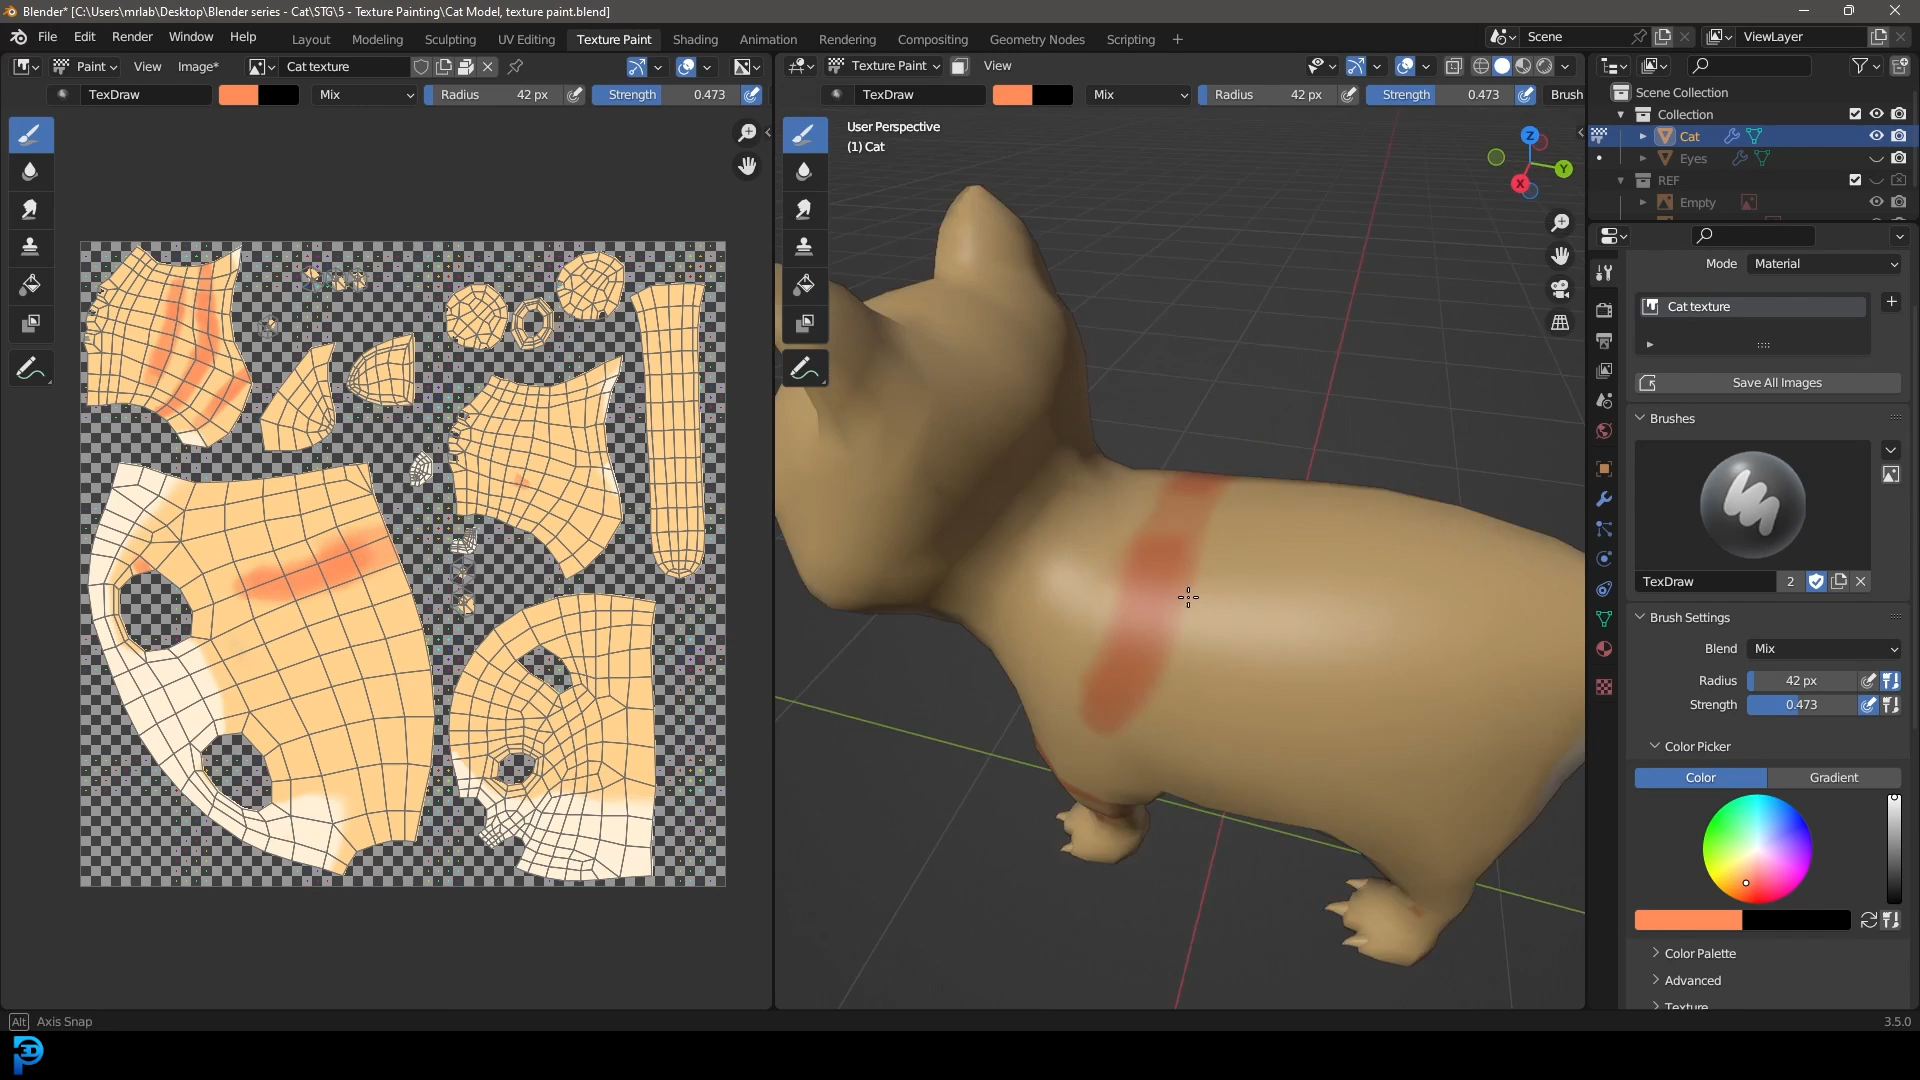 Blender* [C:\Users\mrlab\Desktop\Blender series - Cat\STG\5 - Texture Painting\Cat Model, texture paint.blend]
File Edit Render Window Help Layout Modeling Sculpting UV Editing Texture Paint Shading Animation Rendering Compositing Geometry Nodes Scripting + Scene ViewLayer
Paint View Image* Cat texture Texture Paint View
TexDraw Mix Radius 42 px Strength 0.473 TexDraw Mix Radius 42 px Strength 0.473 Brush
Scene Collection
Collection
Cat
Eyes
REF
Empty
User Perspective
(1) Cat
Z
Y
X
Mode Material
Cat texture
Save All Images
Brushes
TexDraw 2
Brush Settings
Blend Mix
Radius 42 px
Strength 0.473
Color Picker
Color Gradient
Color Palette
Advanced
Texture
Alt Axis Snap 3.5.0
3D